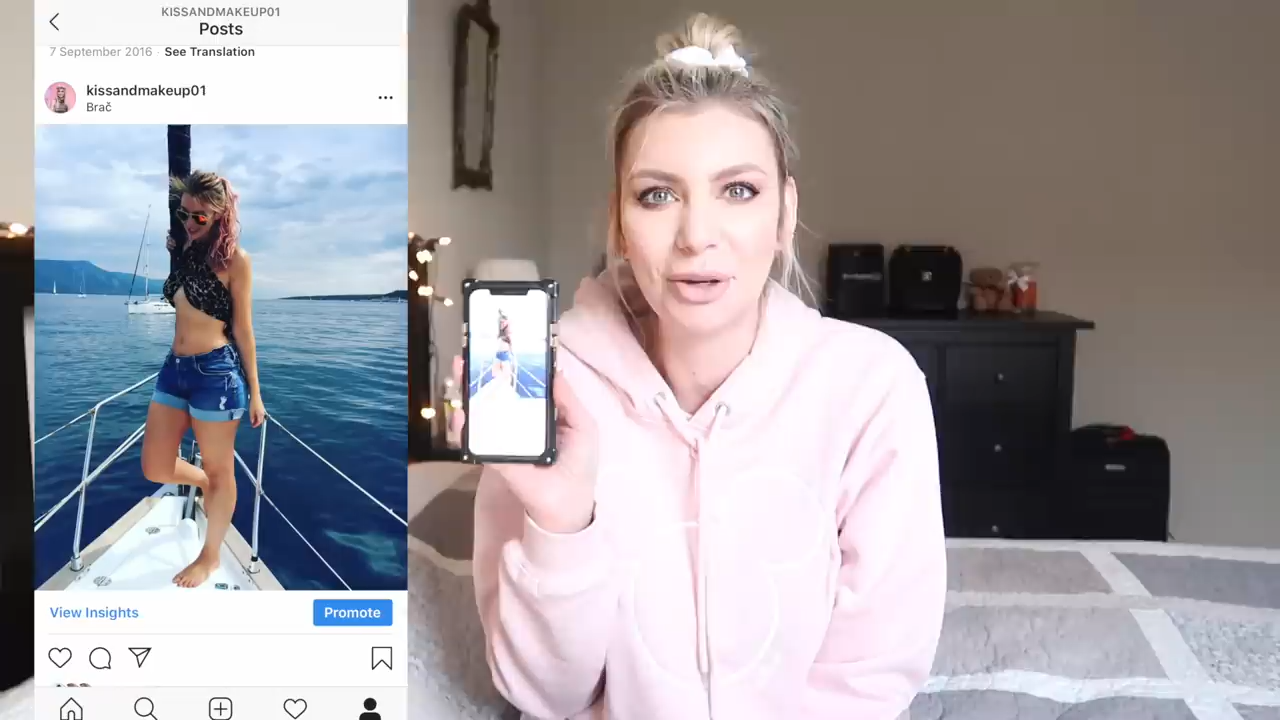 KISSANDMAKEUP01
Posts
7 September 2016 · See Translation
kissandmakeup01
Brač
View Insights
Promote